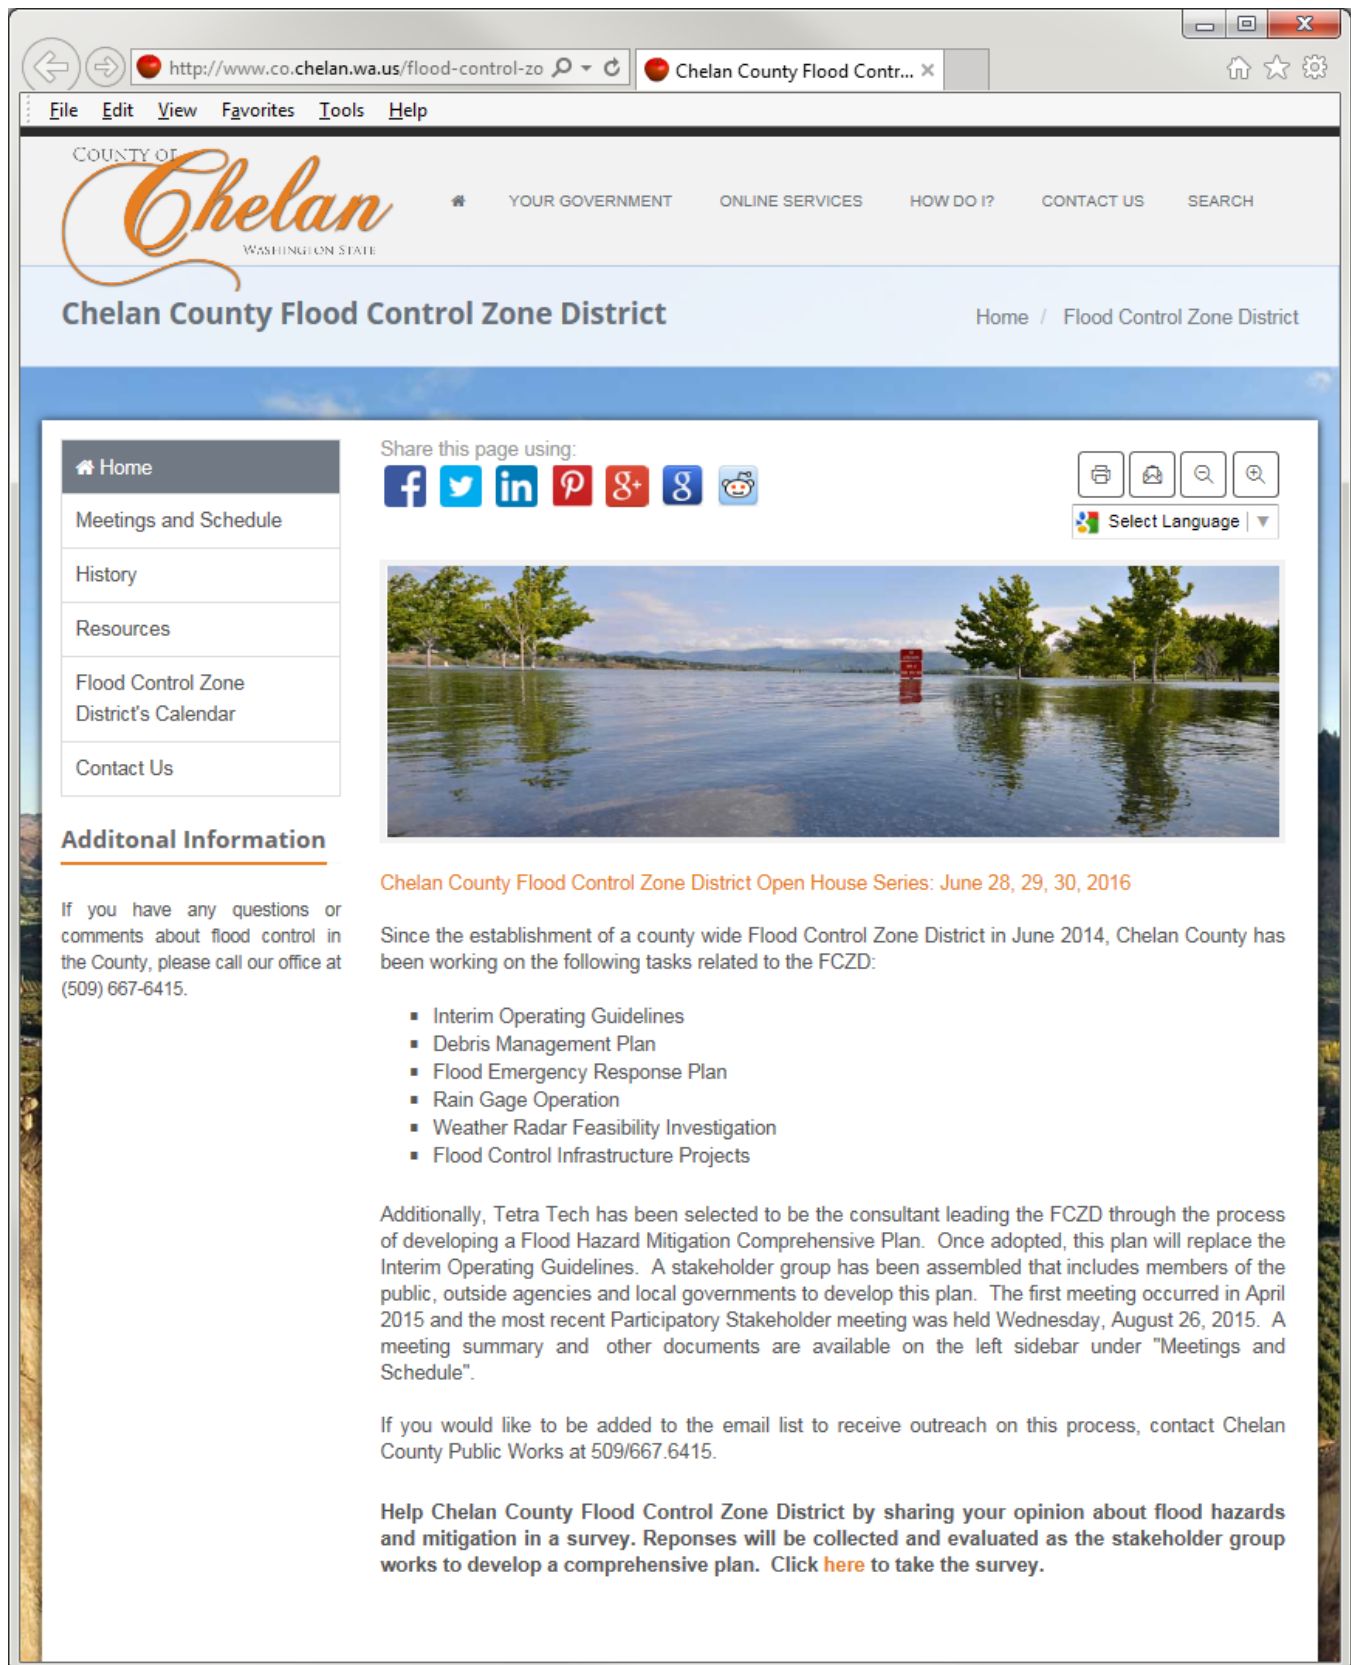 http://www.co.chelan.wa.us/flood-control-zo
Chelan County Flood Contr...
File Edit View Favorites Tools Help
COUNTY OF
Chelan
WASHINGTON STATE
YOUR GOVERNMENT ONLINE SERVICES HOW DO I? CONTACT US SEARCH
Chelan County Flood Control Zone District
Home / Flood Control Zone District
Home
Meetings and Schedule
History
Resources
Flood Control Zone
District's Calendar
Contact Us
Additonal Information
If you have any questions or
comments about flood control in
the County, please call our office at
(509) 667-6415.
Share this page using:
Select Language
Chelan County Flood Control Zone District Open House Series: June 28, 29, 30, 2016
Since the establishment of a county wide Flood Control Zone District in June 2014, Chelan County has
been working on the following tasks related to the FCZD:
Interim Operating Guidelines
Debris Management Plan
Flood Emergency Response Plan
Rain Gage Operation
Weather Radar Feasibility Investigation
Flood Control Infrastructure Projects
Additionally, Tetra Tech has been selected to be the consultant leading the FCZD through the process
of developing a Flood Hazard Mitigation Comprehensive Plan. Once adopted, this plan will replace the
Interim Operating Guidelines. A stakeholder group has been assembled that includes members of the
public, outside agencies and local governments to develop this plan. The first meeting occurred in April
2015 and the most recent Participatory Stakeholder meeting was held Wednesday, August 26, 2015. A
meeting summary and other documents are available on the left sidebar under "Meetings and
Schedule".
If you would like to be added to the email list to receive outreach on this process, contact Chelan
County Public Works at 509/667.6415.
Help Chelan County Flood Control Zone District by sharing your opinion about flood hazards
and mitigation in a survey. Reponses will be collected and evaluated as the stakeholder group
works to develop a comprehensive plan. Click here to take the survey.